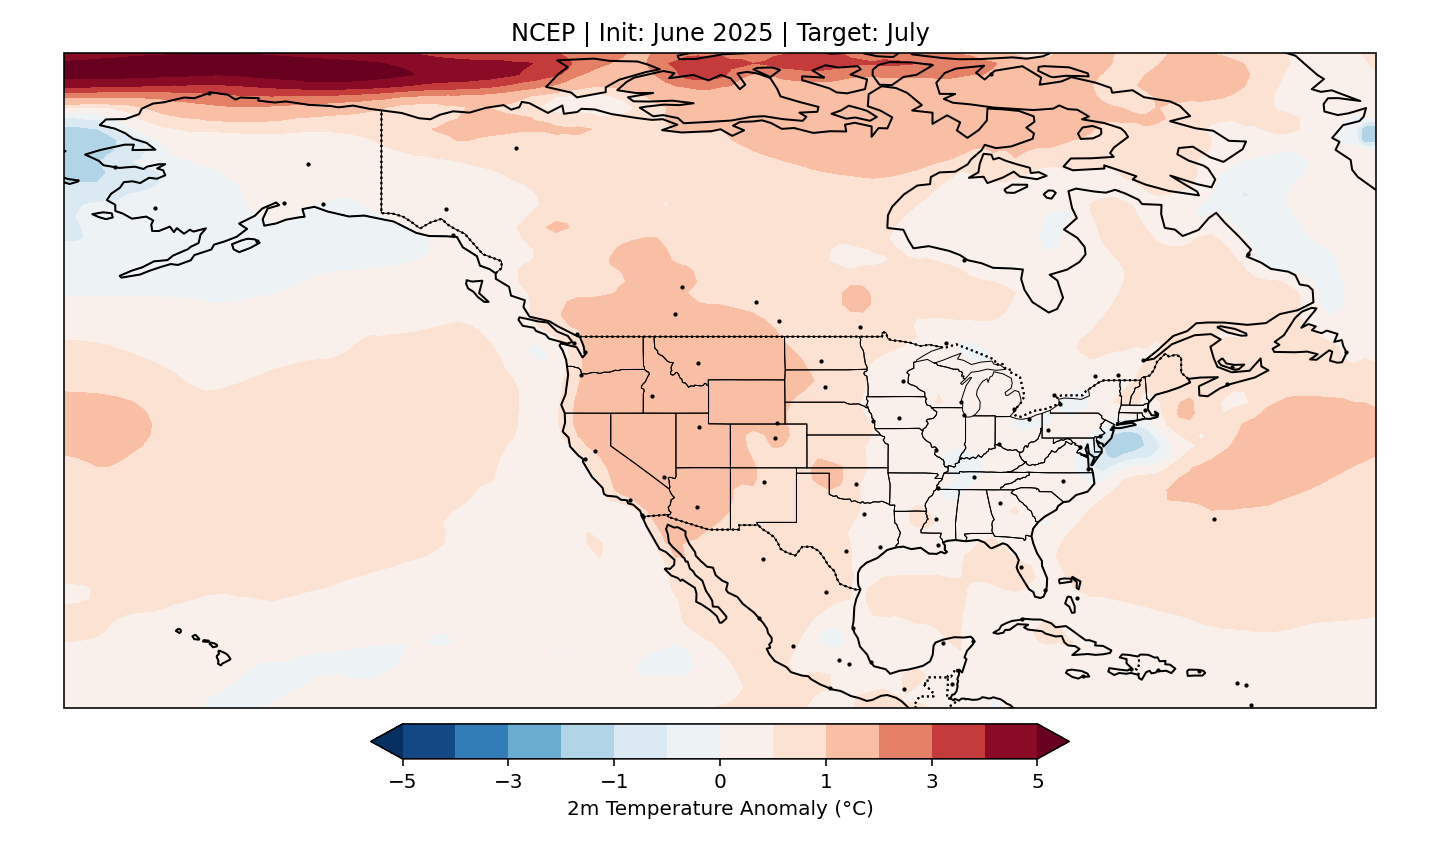 NCEP | Init: June 2025 | Target: July
−5 −3 −1 0 1 3 5
2m Temperature Anomaly (°C)